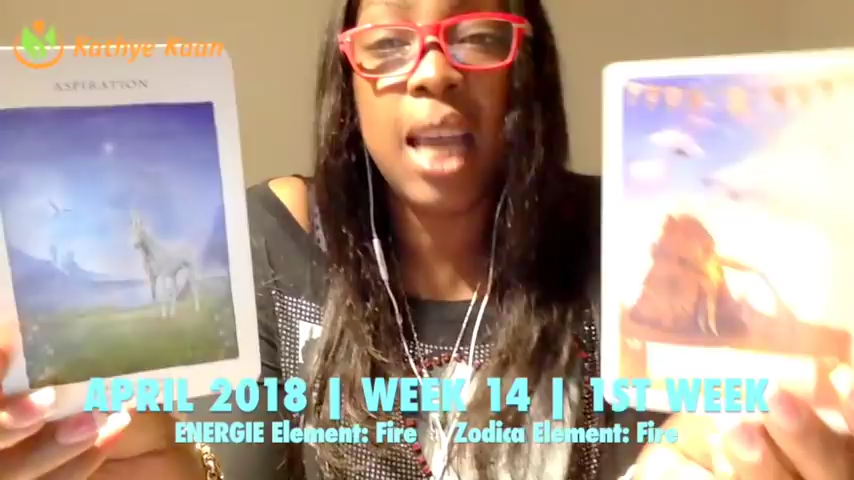 Kathye Kaan
ASPIRATION
APRIL 2018 | WEEK 14 | 1ST WEEK
ENERGIE Element: Fire Zodica Element: Fire